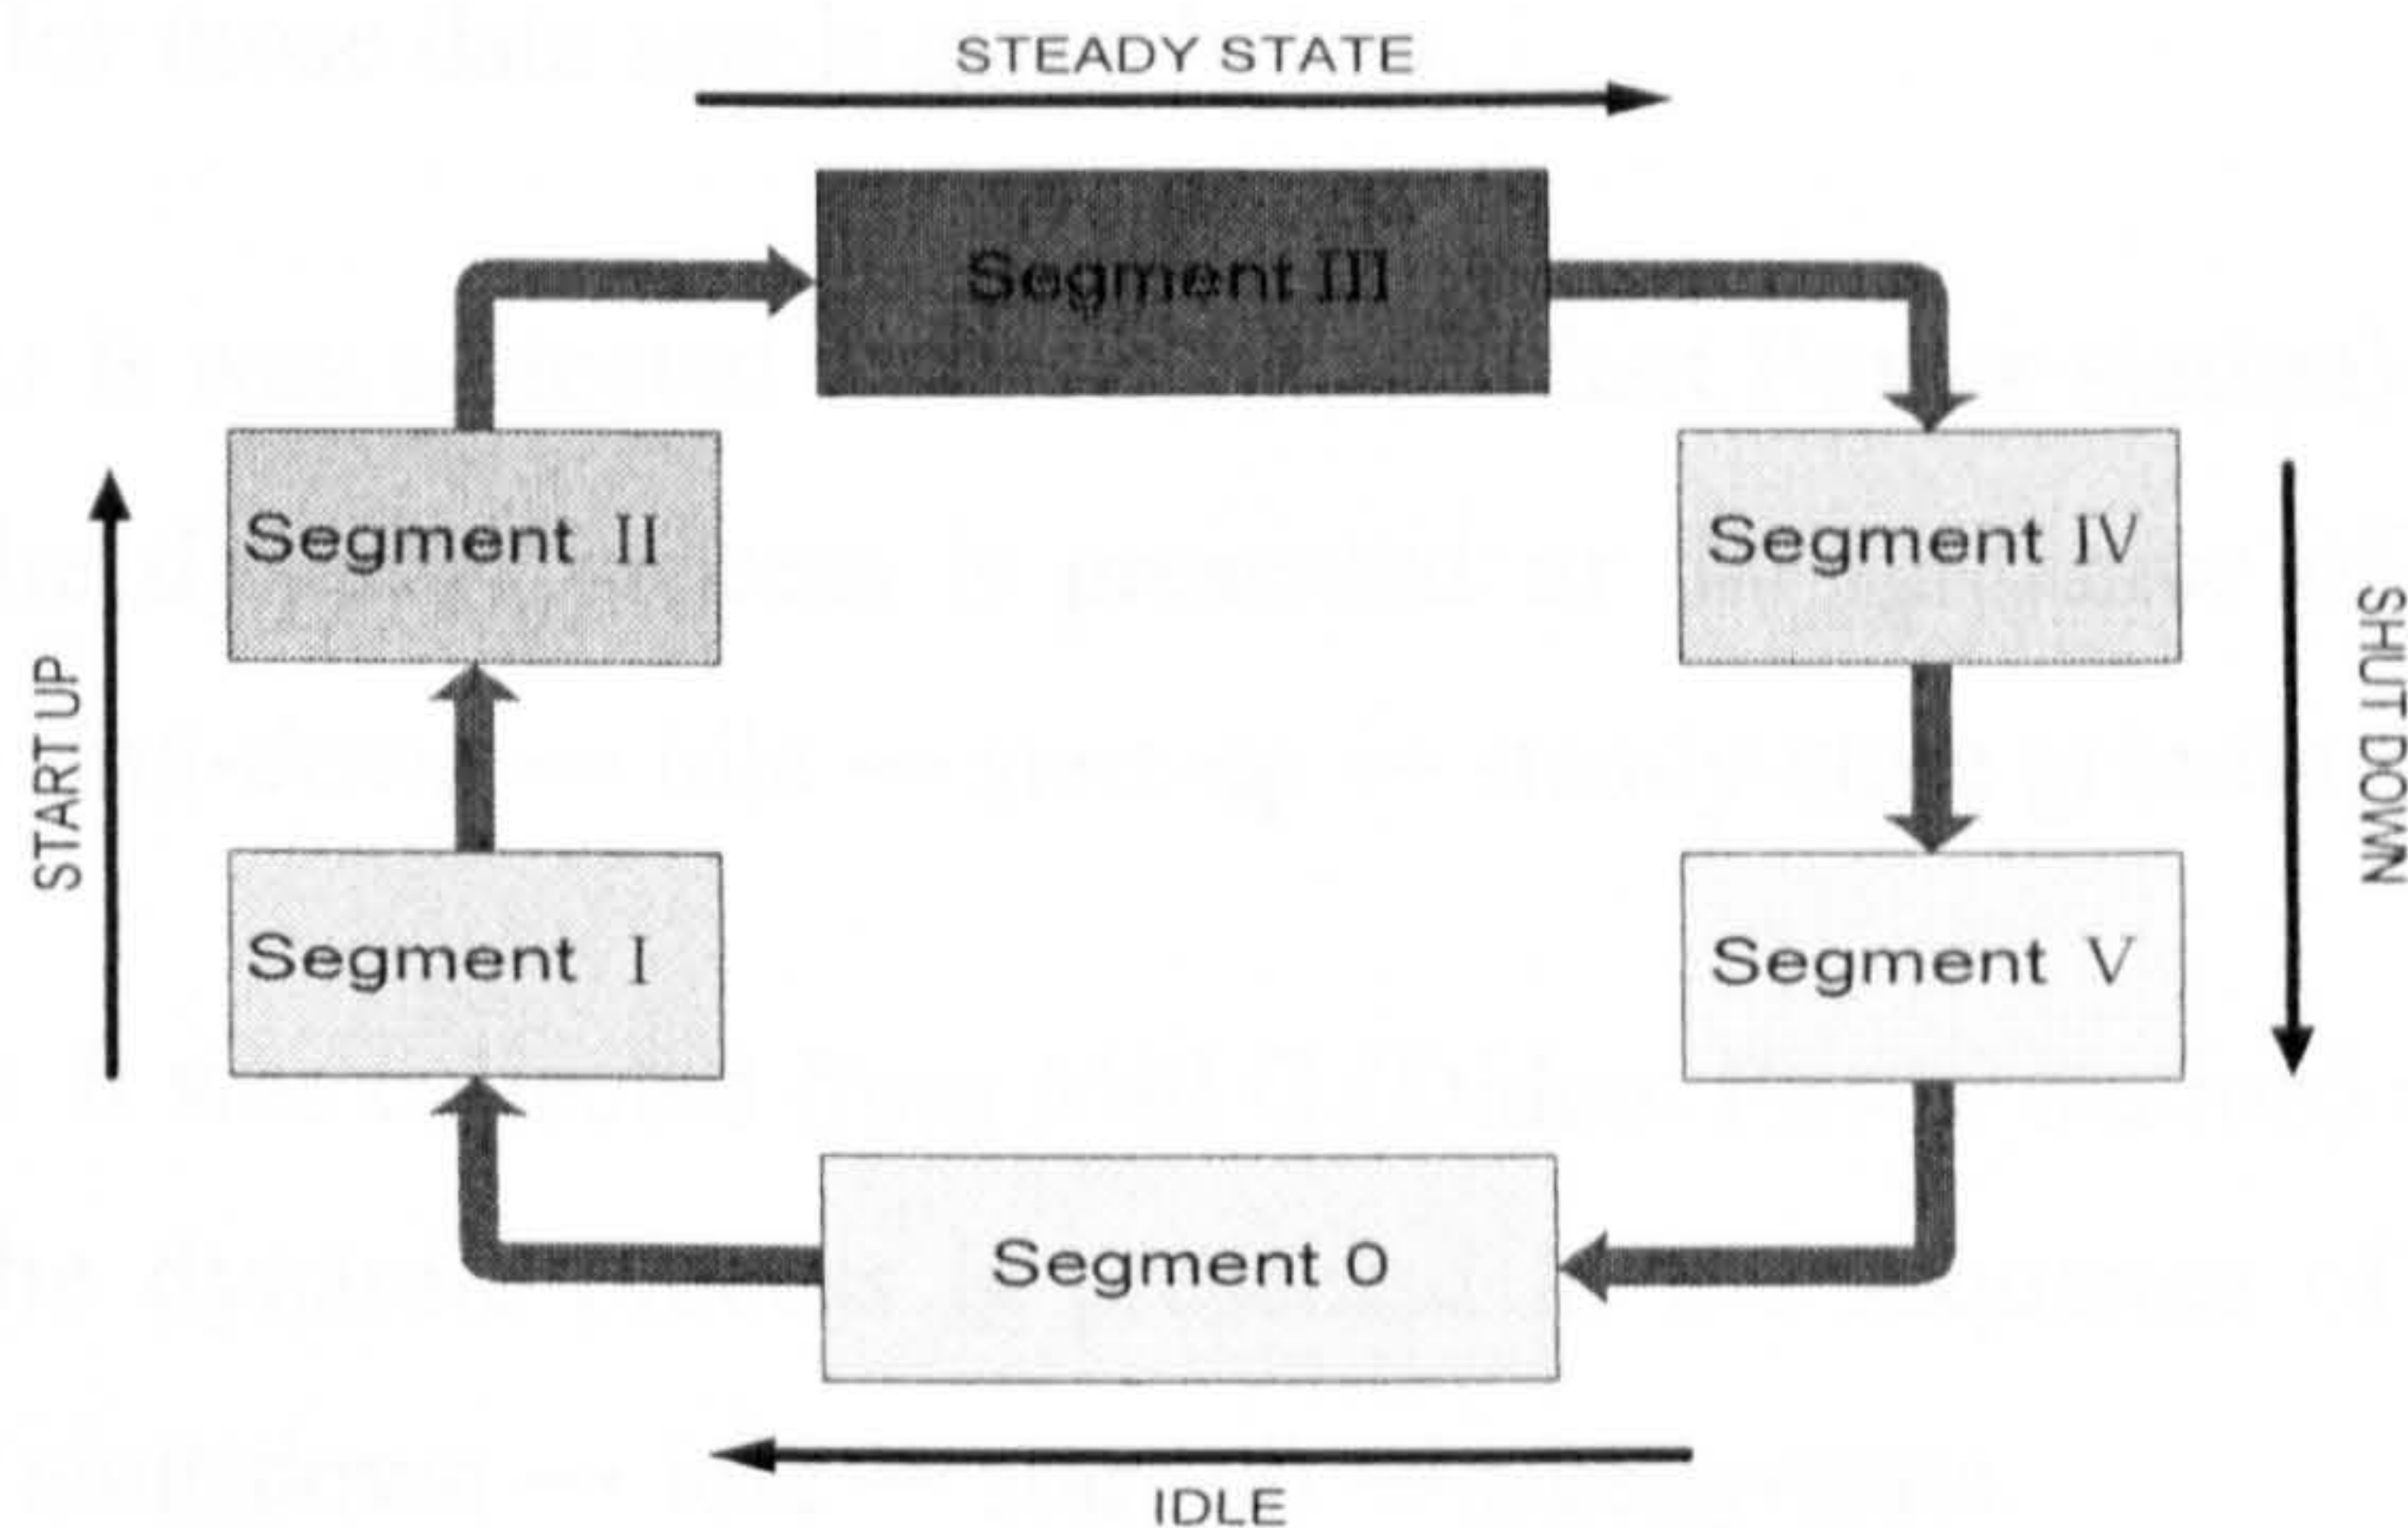 STEADY STATE
Segment III
Segment II
Segment IV
START UP
SHUT DOWN
Segment I
Segment V
Segment 0
IDLE